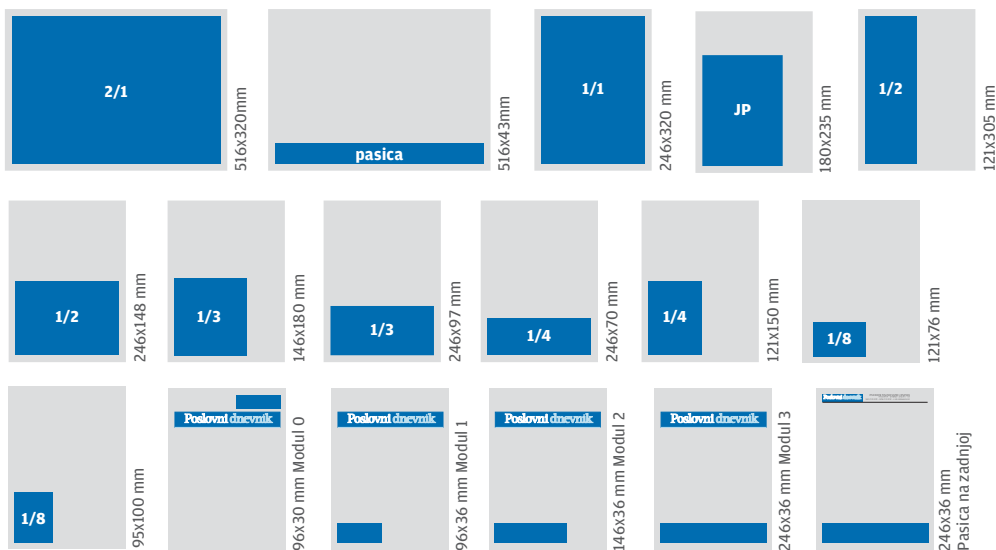 2/1
516x320mm
pasica
516x43mm
1/1
246x320 mm
JP
180x235 mm
1/2
121x305 mm
1/2
246x148 mm
1/3
146x180 mm
1/3
246x97 mm
1/4
246x70 mm
1/4
121x150 mm
1/8
121x76 mm
1/8
95x100 mm
Poslovni dnevnik
96x30 mm Modul 0
Poslovni dnevnik
96x36 mm Modul 1
Poslovni dnevnik
146x36 mm Modul 2
Poslovni dnevnik
246x36 mm Modul 3
Poslovni dnevnik
246x36 mm
Pasica na zadnjoj